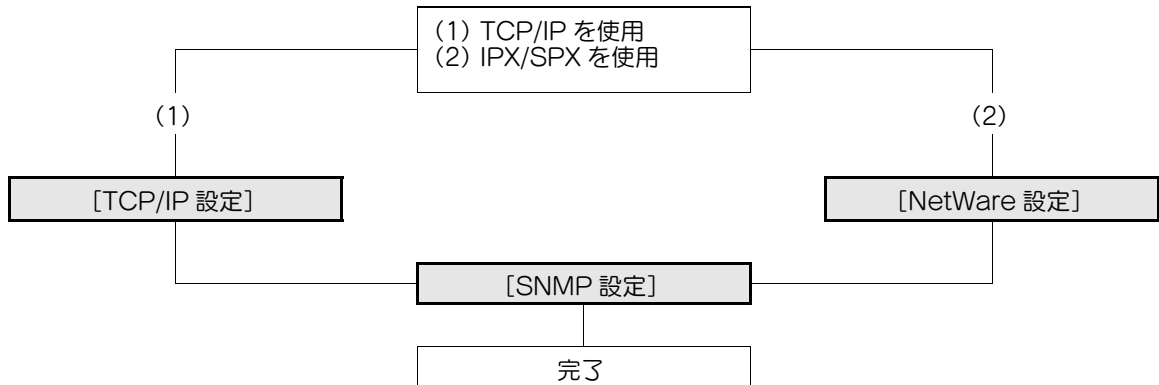 (1) TCP/IP を使用
(2) IPX/SPX を使用
(1)
(2)
[TCP/IP 設定]
[NetWare 設定]
[SNMP 設定]
完了